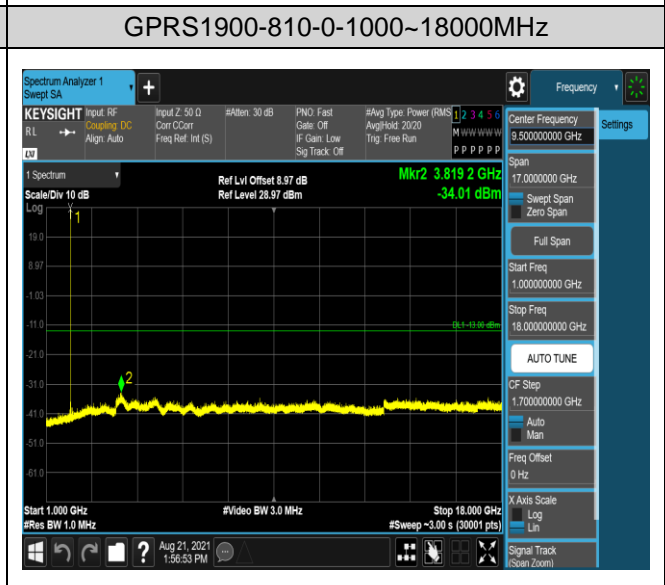 GPRS1900-810-0-1000~18000MHz
Spectrum Analyzer 1
Swept SA
Frequency
KEYSIGHT
RL
LXI
Input: RF
Coupling: DC
Align: Auto
Input Z: 50 Ω
Corr CCorr
Freq Ref: Int (S)
#Atten: 30 dB
PNO: Fast
Gate: Off
IF Gain: Low
Sig Track: Off
#Avg Type: Power (RMS
Avg|Hold: 20/20
Trig: Free Run
1 2 3 4 5 6
M W W W W W
P P P P P P
Center Frequency
9.500000000 GHz
Settings
1 Spectrum
Scale/Div 10 dB
Ref Lvl Offset 8.97 dB
Ref Level 28.97 dBm
Mkr2 3.819 2 GHz
-34.01 dBm
Span
17.0000000 GHz
Swept Span
Zero Span
Full Span
Start Freq
1.000000000 GHz
Stop Freq
18.000000000 GHz
AUTO TUNE
CF Step
1.700000000 GHz
Auto
Man
Freq Offset
0 Hz
X Axis Scale
Log
Lin
Signal Track
(Span Zoom)
Log
1
19.0
8.97
-1.03
-11.0
DL1 -13.00 dBm
-21.0
-31.0
2
-41.0
-51.0
-61.0
Start 1.000 GHz
#Video BW 3.0 MHz
Stop 18.000 GHz
#Res BW 1.0 MHz
#Sweep ~3.00 s (30001 pts)
?
Aug 21, 2021
1:56:53 PM